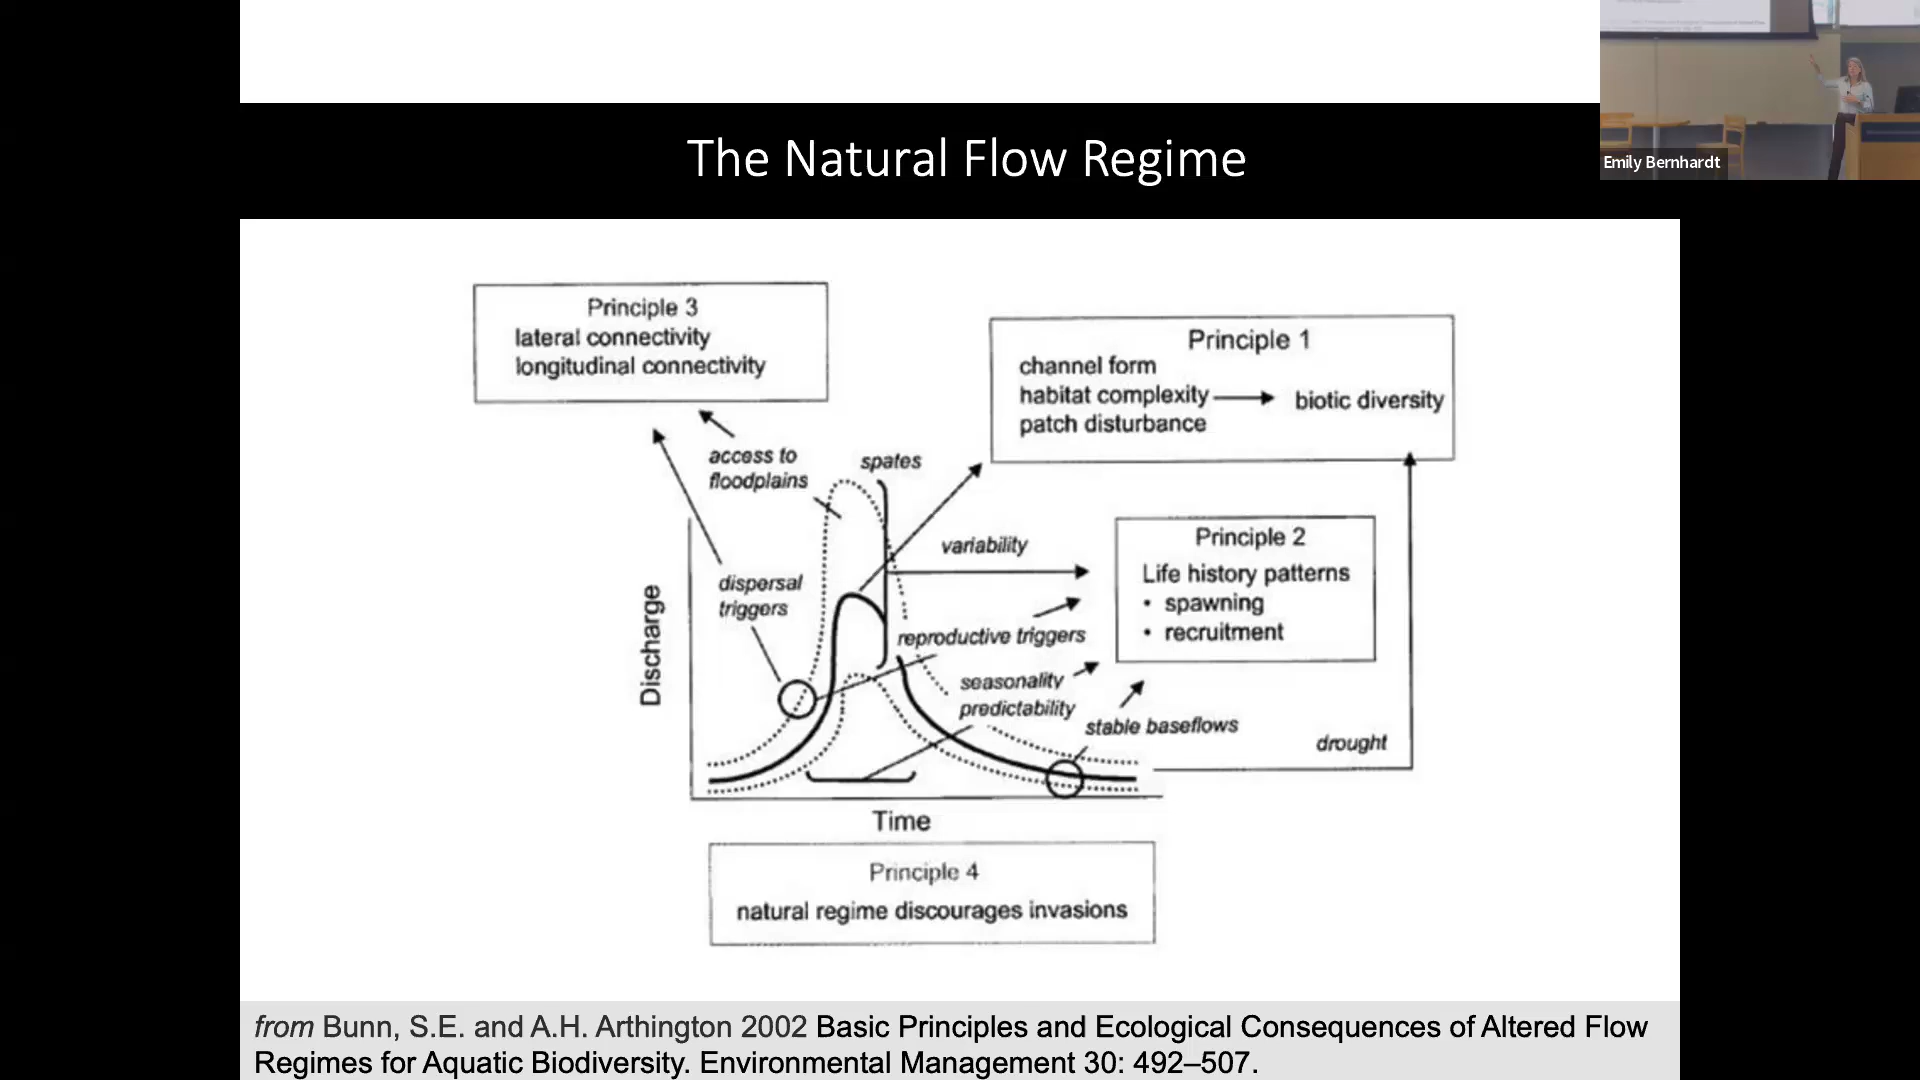 The Natural Flow Regime
Emily Bernhardt
Principle 3
lateral connectivity
longitudinal connectivity
Principle 1
channel form
habitat complexity
biotic diversity
patch disturbance
access to
floodplains
spates
variability
Principle 2
Life history patterns
• spawning
• recruitment
dispersal
triggers
reproductive triggers
seasonality
predictability
stable baseflows
drought
Discharge
Time
Principle 4
natural regime discourages invasions
from Bunn, S.E. and A.H. Arthington 2002 Basic Principles and Ecological Consequences of Altered Flow
Regimes for Aquatic Biodiversity. Environmental Management 30: 492–507.